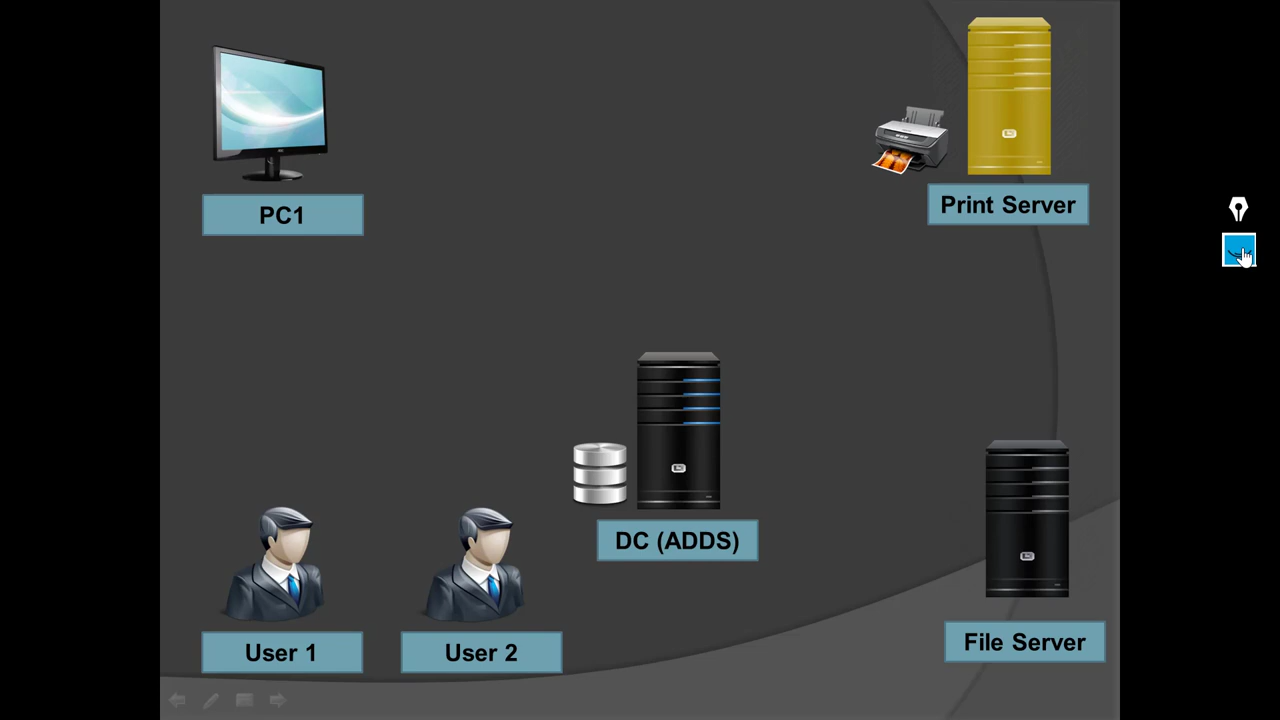 PC1
Print Server
DC (ADDS)
User 1
User 2
File Server